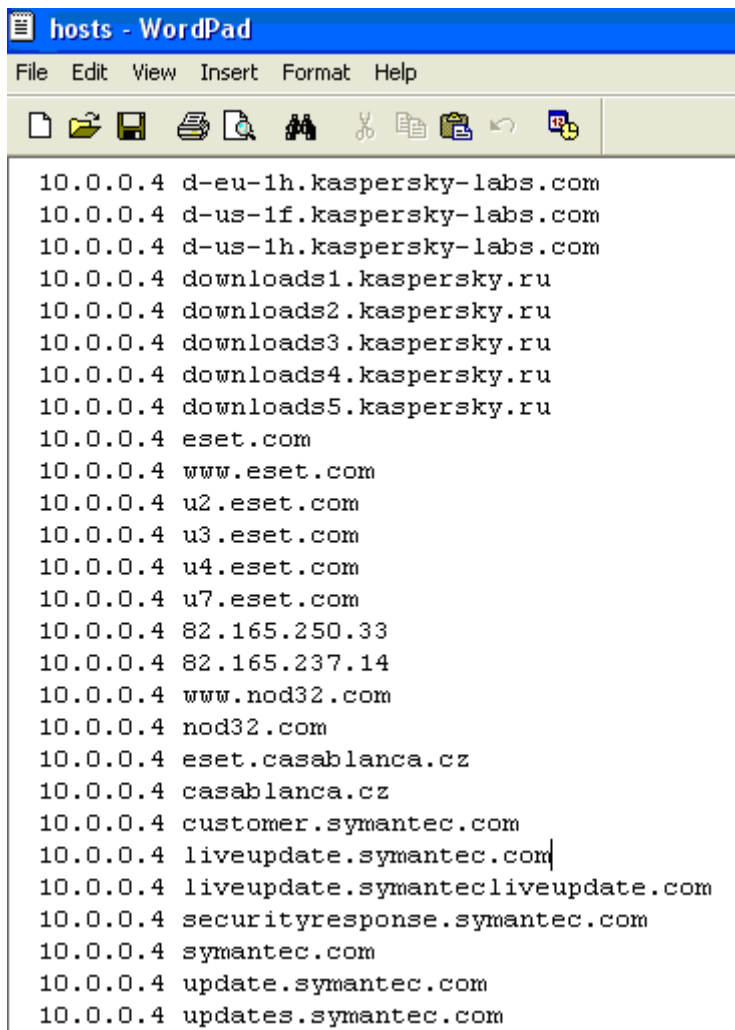 hosts - WordPad
File Edit View Insert Format Help
10.0.0.4 d-eu-1h.kaspersky-labs.com
10.0.0.4 d-us-1f.kaspersky-labs.com
10.0.0.4 d-us-1h.kaspersky-labs.com
10.0.0.4 downloads1.kaspersky.ru
10.0.0.4 downloads2.kaspersky.ru
10.0.0.4 downloads3.kaspersky.ru
10.0.0.4 downloads4.kaspersky.ru
10.0.0.4 downloads5.kaspersky.ru
10.0.0.4 eset.com
10.0.0.4 www.eset.com
10.0.0.4 u2.eset.com
10.0.0.4 u3.eset.com
10.0.0.4 u4.eset.com
10.0.0.4 u7.eset.com
10.0.0.4 82.165.250.33
10.0.0.4 82.165.237.14
10.0.0.4 www.nod32.com
10.0.0.4 nod32.com
10.0.0.4 eset.casablanca.cz
10.0.0.4 casablanca.cz
10.0.0.4 customer.symantec.com
10.0.0.4 liveupdate.symantec.com
10.0.0.4 liveupdate.symantecliveupdate.com
10.0.0.4 securityresponse.symantec.com
10.0.0.4 symantec.com
10.0.0.4 update.symantec.com
10.0.0.4 updates.symantec.com